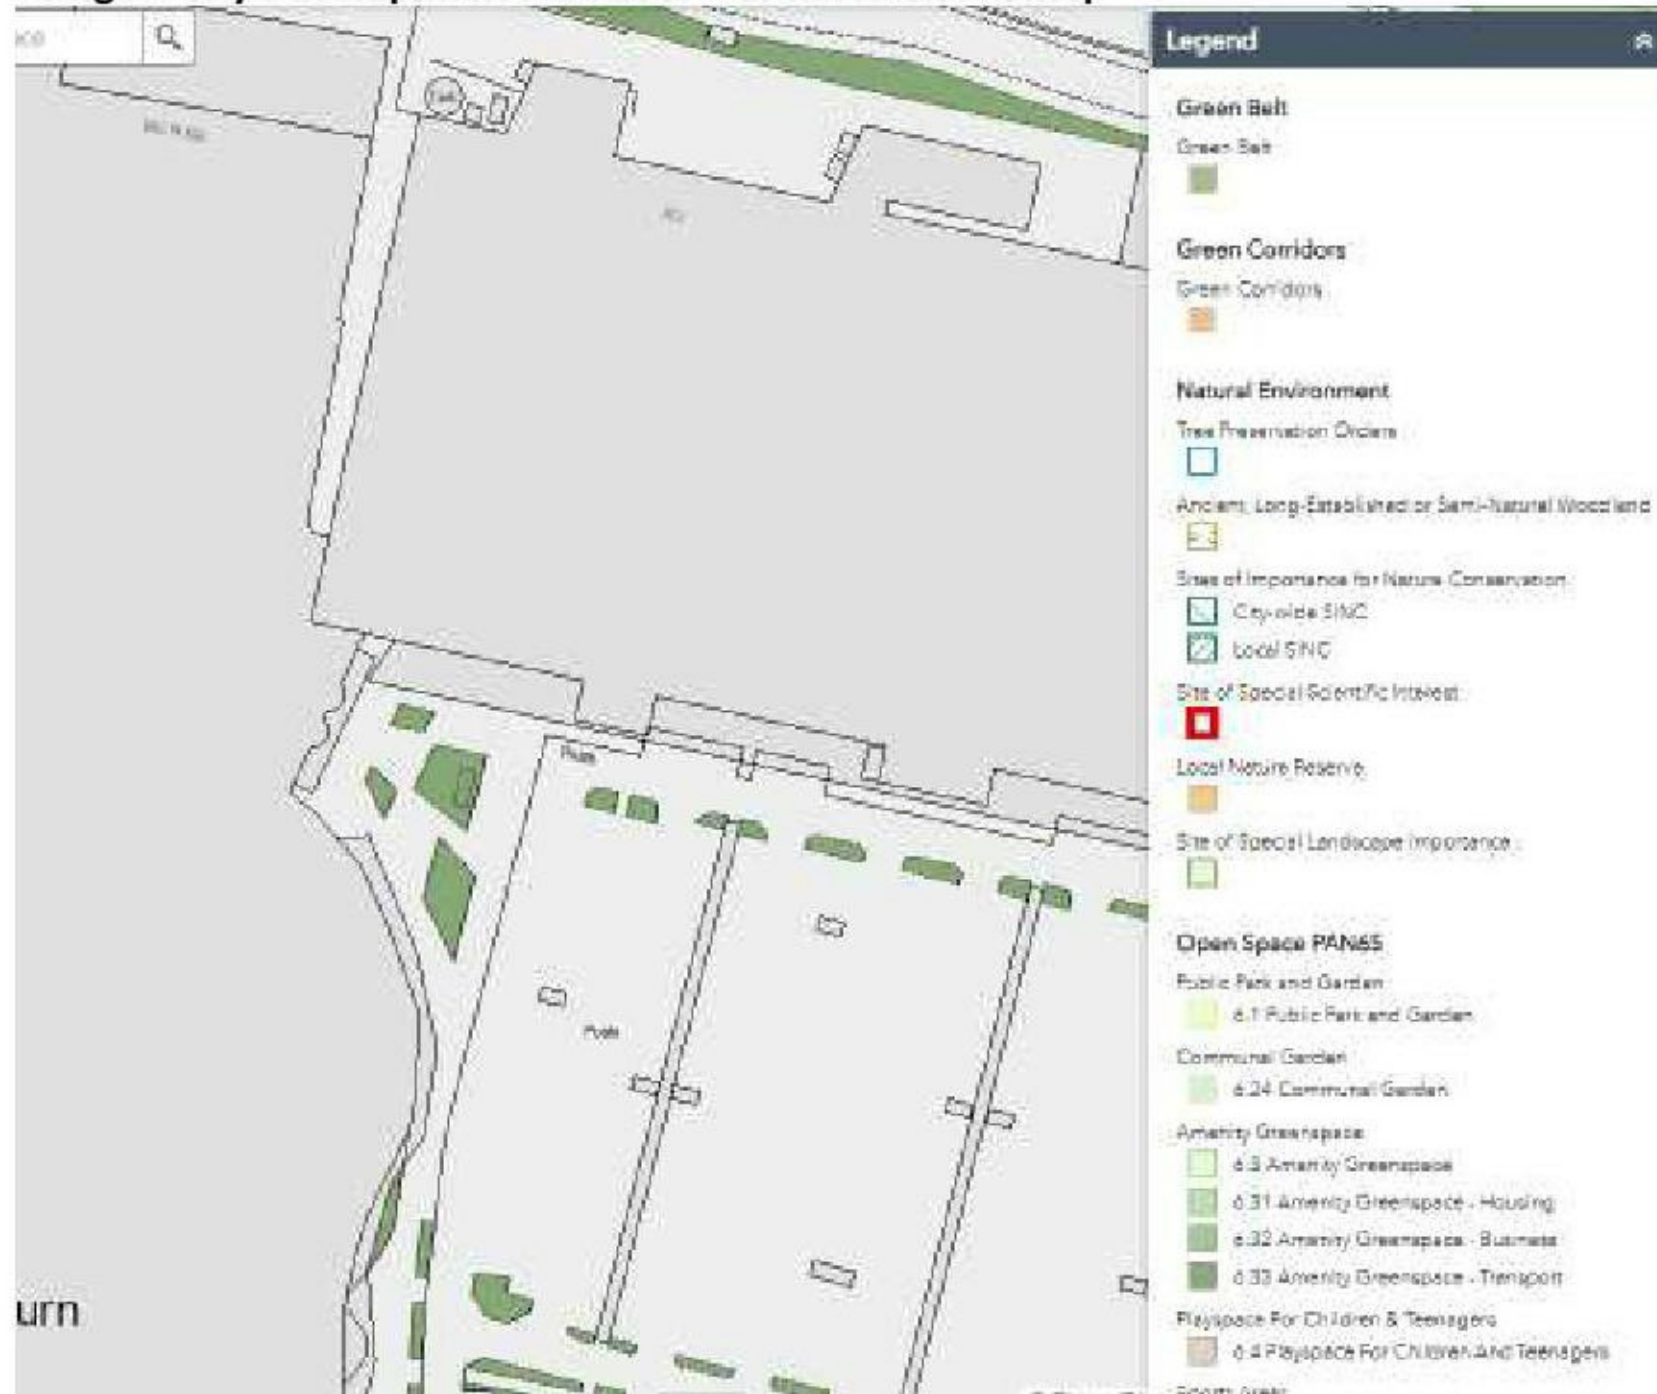 Legend
Green Belt
Green Belt
Green Corridors
Green Corridors
Natural Environment
Tree Preservation Orders
Ancient, Long-Established or Semi-Natural Woodland
Sites of Importance for Nature Conservation
City-wide SINC
Local SINC
Site of Special Scientific Interest
Local Nature Reserve
Site of Special Landscape Importance
Open Space PAN65
Public Park and Garden
6.1 Public Park and Garden
Communal Garden
6.24 Communal Garden
Amenity Greenspace
6.3 Amenity Greenspace
6.31 Amenity Greenspace - Housing
6.32 Amenity Greenspace - Business
6.33 Amenity Greenspace - Transport
Playspace For Children & Teenagers
6.4 Playspace For Children And Teenagers
Sports Areas
Posts
Posts
urn